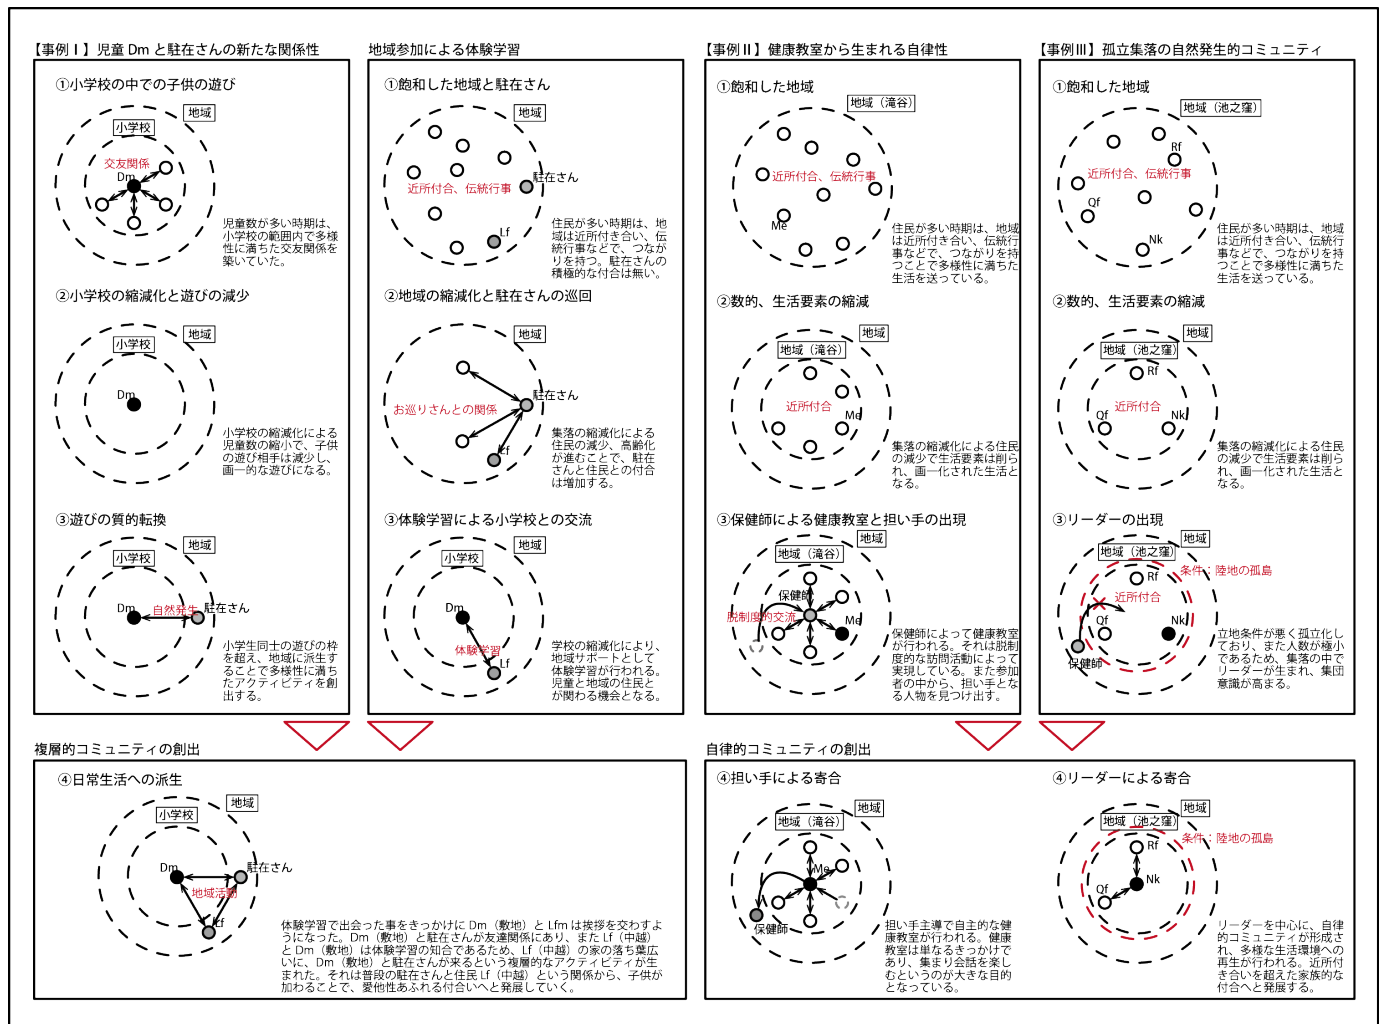 【事例Ⅰ】児童 Dm と駐在さんの新たな関係性
①小学校の中での子供の遊び
地域
小学校
交友関係
Dm
児童数が多い時期は、
小学校の範囲内で多様
性に満ちた交友関係を
築いていた。
②小学校の縮減化と遊びの減少
地域
小学校
Dm
小学校の縮減化による
児童数の縮小で、子供
の遊び相手は減少し、
画一的な遊びになる。
③遊びの質的転換
地域
小学校
Dm
自然発生
駐在さん
小学生同士の遊びの枠
を超え、地域に派生す
ることで多様性に満ち
たアクティビティを創
出する。
地域参加による体験学習
①飽和した地域と駐在さん
地域
駐在さん
近所付合、伝統行事
Lf
住民が多い時期は、地
域は近所付き合い、伝
統行事などで、つなが
りを持つ。駐在さんの
積極的な付合は無い。
②地域の縮減化と駐在さんの巡回
地域
駐在さん
お巡りさんとの関係
Lf
集落の縮減化による
住民の減少、高齢化
が進むことで、駐在
さんと住民との付合
は増加する。
③体験学習による小学校との交流
地域
小学校
Dm
体験学習
Lf
学校の縮減化により、
地域サポートとして
体験学習が行われる。
児童と地域の住民と
が関わる機会となる。
【事例Ⅱ】健康教室から生まれる自律性
①飽和した地域
地域（滝谷）
近所付合、伝統行事
Me
住民が多い時期は、地域
は近所付き合い、伝統行
事などで、つながりを持
つことで多様性に満ちた
生活を送っている。
②数的、生活要素の縮減
地域
地域（滝谷）
近所付合
Me
集落の縮減化による住民
の減少で生活要素は削ら
れ、画一化された生活と
なる。
③保健師による健康教室と担い手の出現
地域
地域（滝谷）
保健師
脱制度的交流
Me
保健師によって健康教室
が行われる。それは脱制
度的な訪問活動によって
実現している。また参加
者の中から、担い手とな
る人物を見つけ出す。
【事例Ⅲ】孤立集落の自然発生的コミュニティ
①飽和した地域
地域（池之窪）
Rf
近所付合、伝統行事
Qf
Nk
住民が多い時期は、地域
は近所付き合い、伝統行
事などで、つながりを持
つことで多様性に満ちた
生活を送っている。
②数的、生活要素の縮減
地域
地域（池之窪）
Rf
近所付合
Qf
Nk
集落の縮減化による住民
の減少で生活要素は削ら
れ、画一化された生活と
なる。
③リーダーの出現
地域
地域（池之窪）
条件：陸地の孤島
Rf
近所付合
Qf
Nk
保健師
立地条件が悪く孤立化し
ており、また人数が極小
であるため、集落の中で
リーダーが生まれ、集団
意識が高まる。
複層的コミュニティの創出
④日常生活への派生
地域
小学校
Dm
駐在さん
地域活動
Lf
体験学習で出会った事をきっかけに Dm（敷地）と Lfm は挨拶を交わすよ
うになった。Dm（敷地）と駐在さんが友達関係にあり、また Lf（中越）
と Dm（敷地）は体験学習の知合であるため、Lf（中越）の家の落ち葉広
いに、Dm（敷地）と駐在さんが来るという複層的なアクティビティが生
まれた。それは普段の駐在さんと住民 Lf（中越）という関係から、子供が
加わることで、愛他性あふれる付合いへと発展していく。
自律的コミュニティの創出
④担い手による寄合
地域
地域（滝谷）
Me
保健師
担い手主導で自主的な健
康教室が行われる。健康
教室は単なるきっかけで
あり、集まり会話を楽し
むというのが大きな目的
となっている。
④リーダーによる寄合
地域
地域（池之窪）
条件：陸地の孤島
Rf
Nk
Qf
リーダーを中心に、自律
的コミュニティが形成さ
れ、多様な生活環境への
再生が行われる。近所付
き合いを超えた家族的な
付合へと発展する。